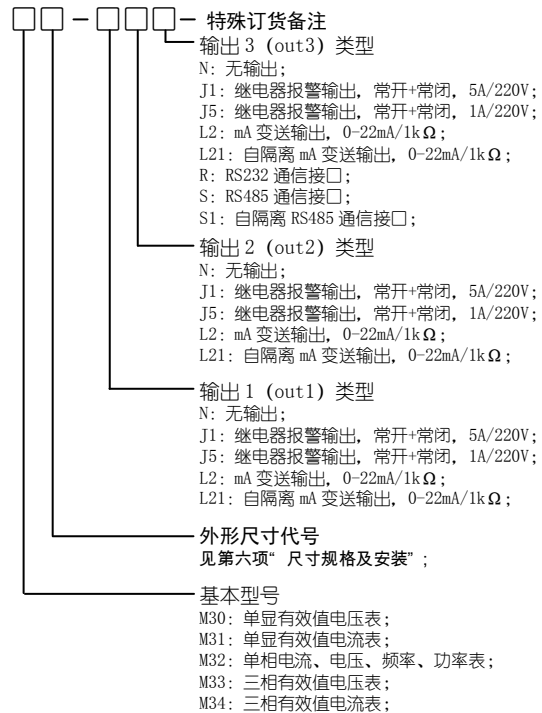 □□－□□□－特殊订货备注
输出 3（out3）类型
N: 无输出;
J1: 继电器报警输出, 常开+常闭, 5A/220V;
J5: 继电器报警输出, 常开+常闭, 1A/220V;
L2: mA 变送输出, 0-22mA/1kΩ;
L21: 自隔离 mA 变送输出, 0-22mA/1kΩ;
R: RS232 通信接口;
S: RS485 通信接口;
S1: 自隔离 RS485 通信接口;
输出 2（out2）类型
N: 无输出;
J1: 继电器报警输出, 常开+常闭, 5A/220V;
J5: 继电器报警输出, 常开+常闭, 1A/220V;
L2: mA 变送输出, 0-22mA/1kΩ;
L21: 自隔离 mA 变送输出, 0-22mA/1kΩ;
输出 1（out1）类型
N: 无输出;
J1: 继电器报警输出, 常开+常闭, 5A/220V;
J5: 继电器报警输出, 常开+常闭, 1A/220V;
L2: mA 变送输出, 0-22mA/1kΩ;
L21: 自隔离 mA 变送输出, 0-22mA/1kΩ;
外形尺寸代号
见第六项“ 尺寸规格及安装” ;
基本型号
M30: 单显有效值电压表;
M31: 单显有效值电流表;
M32: 单相电流、电压、频率、功率表;
M33: 三相有效值电压表;
M34: 三相有效值电流表;